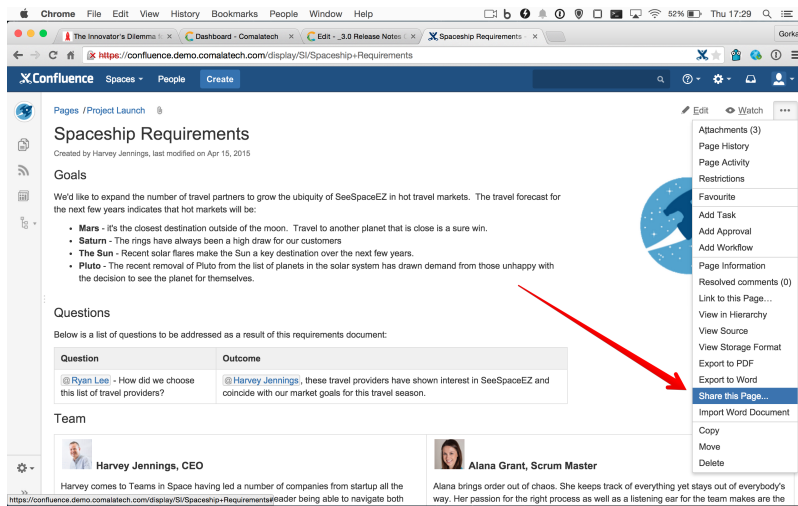 Chrome File Edit View History Bookmarks People Window Help 52% Thu 17:29
The Innovator's Dilemma fo × Dashboard - Comalatech × Edit - _3.0 Release Notes C × Spaceship Requirements - × Gorka
https://confluence.demo.comalatech.com/display/SI/Spaceship+Requirements
Confluence Spaces People Create
Pages / Project Launch Edit Watch •••
Spaceship Requirements
Created by Harvey Jennings, last modified on Apr 15, 2015
Goals
We'd like to expand the number of travel partners to grow the ubiquity of SeeSpaceEZ in hot travel markets. The travel forecast for
the next few years indicates that hot markets will be:
• Mars - it's the closest destination outside of the moon. Travel to another planet that is close is a sure win.
• Saturn - The rings have always been a high draw for our customers
• The Sun - Recent solar flares make the Sun a key destination over the next few years.
• Pluto - The recent removal of Pluto from the list of planets in the solar system has drawn demand from those unhappy with
the decision to see the planet for themselves.
Questions
Below is a list of questions to be addressed as a result of this requirements document:
Question Outcome
@Ryan Lee - How did we choose
this list of travel providers?
@Harvey Jennings, these travel providers have shown interest in SeeSpaceEZ and
coincide with our market goals for this travel season.
Team
Harvey Jennings, CEO
Harvey comes to Teams in Space having led a number of companies from startup all the
eader being able to navigate both
Alana Grant, Scrum Master
Alana brings order out of chaos. She keeps track of everything yet stays out of everybody's
way. Her passion for the right process as well as a listening ear for the team makes are the
Attachments (3)
Page History
Page Activity
Restrictions
Favourite
Add Task
Add Approval
Add Workflow
Page Information
Resolved comments (0)
Link to this Page…
View in Hierarchy
View Source
View Storage Format
Export to PDF
Export to Word
Share this Page...
Import Word Document
Copy
Move
Delete
https://confluence.demo.comalatech.com/display/SI/Spaceship+Requirements#